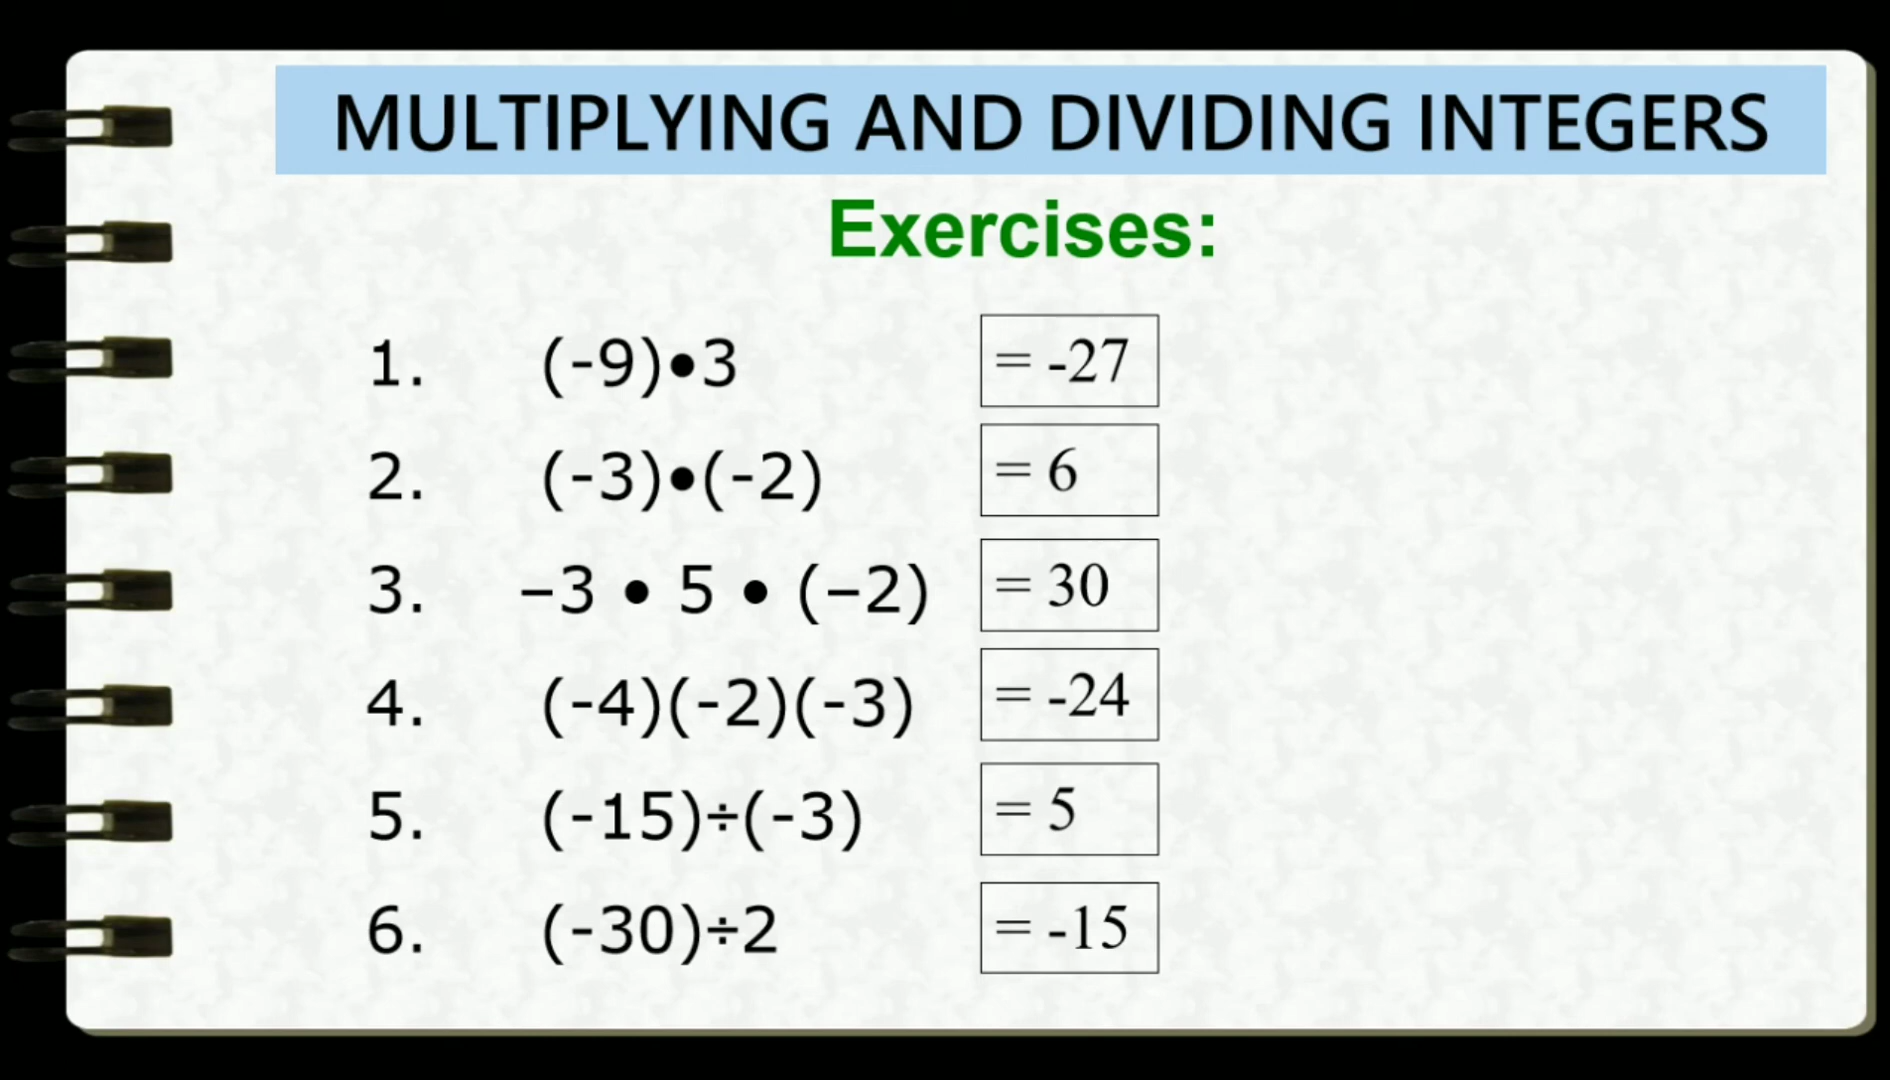 MULTIPLYING AND DIVIDING INTEGERS
Exercises:
1. (-9)•3 = -27
2. (-3)•(-2) = 6
3. –3 • 5 • (–2) = 30
4. (-4)(-2)(-3) = -24
5. (-15)÷(-3) = 5
6. (-30)÷2 = -15